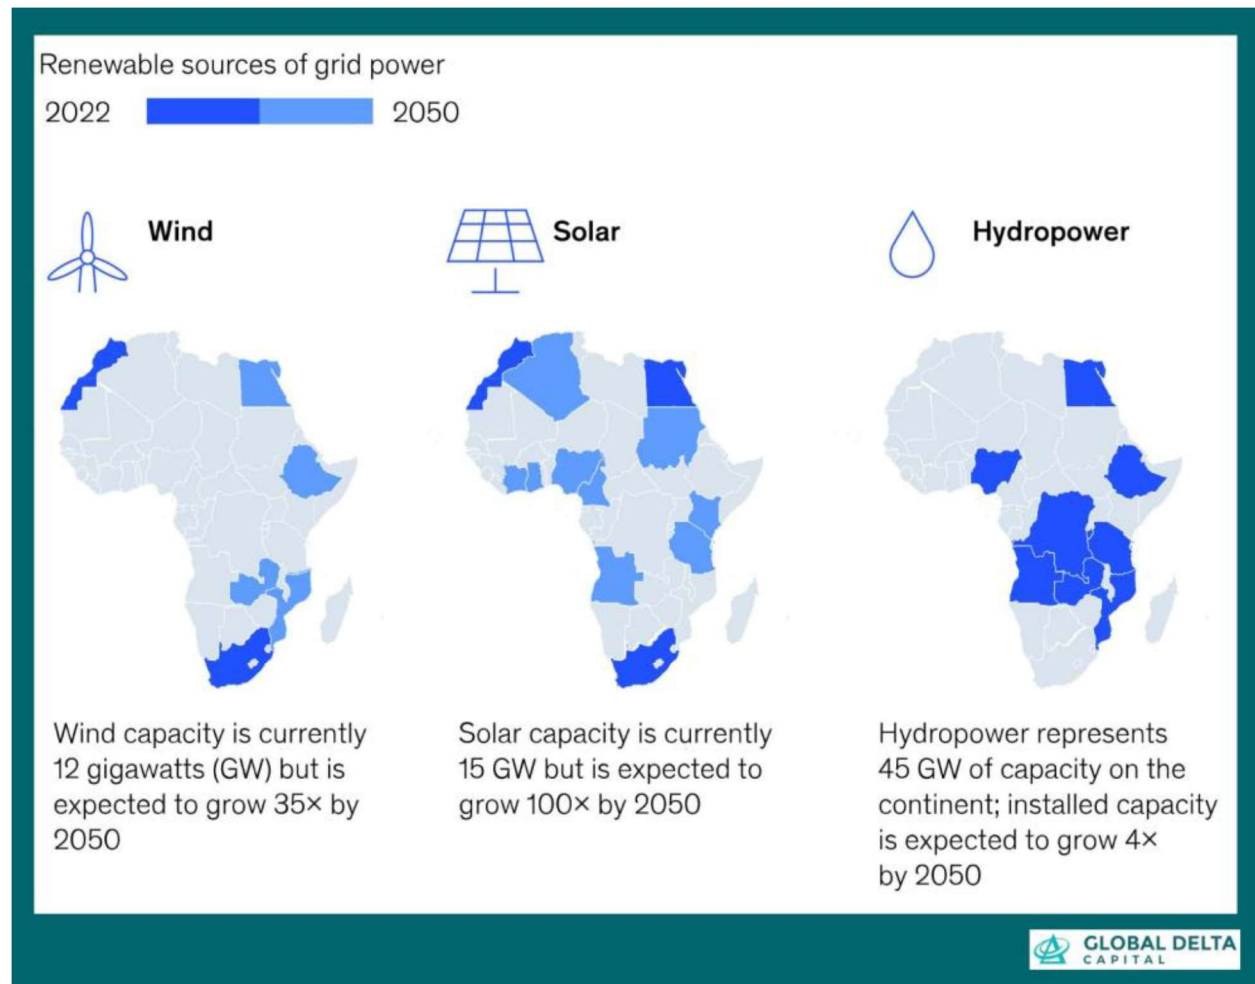 Renewable sources of grid power
2022 2050
Wind
Solar
Hydropower
Wind capacity is currently
12 gigawatts (GW) but is
expected to grow 35× by
2050
Solar capacity is currently
15 GW but is expected to
grow 100× by 2050
Hydropower represents
45 GW of capacity on the
continent; installed capacity
is expected to grow 4×
by 2050
GLOBAL DELTA
CAPITAL